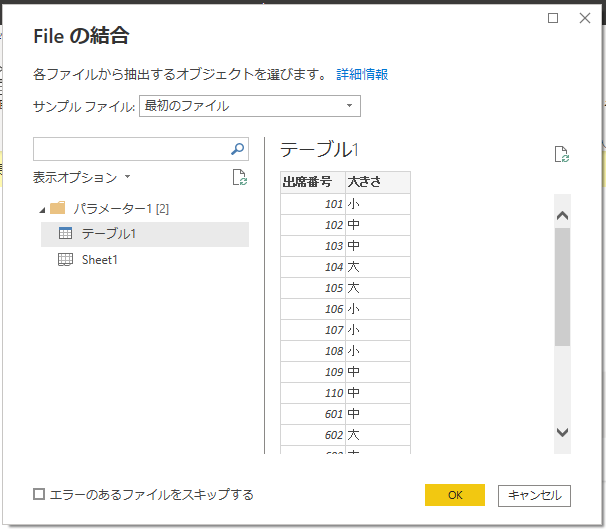 File の結合
各ファイルから抽出するオブジェクトを選びます。 詳細情報
サンプル ファイル: 最初のファイル
表示オプション
パラメーター1 [2]
テーブル1
Sheet1
テーブル1
出席番号 大きさ
101 小
102 中
103 中
104 大
105 大
106 小
107 小
108 小
109 中
110 中
601 中
602 大
エラーのあるファイルをスキップする
OK キャンセル